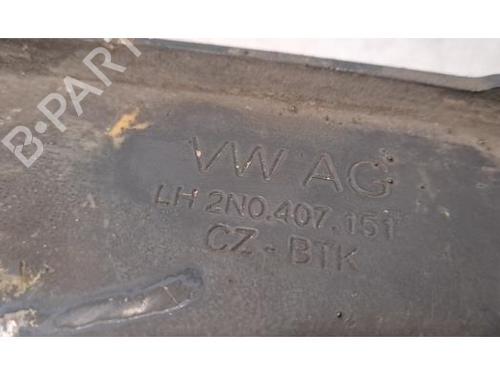 B-PARTS
VW AG
LH 2N0.407.151
CZ-BTK